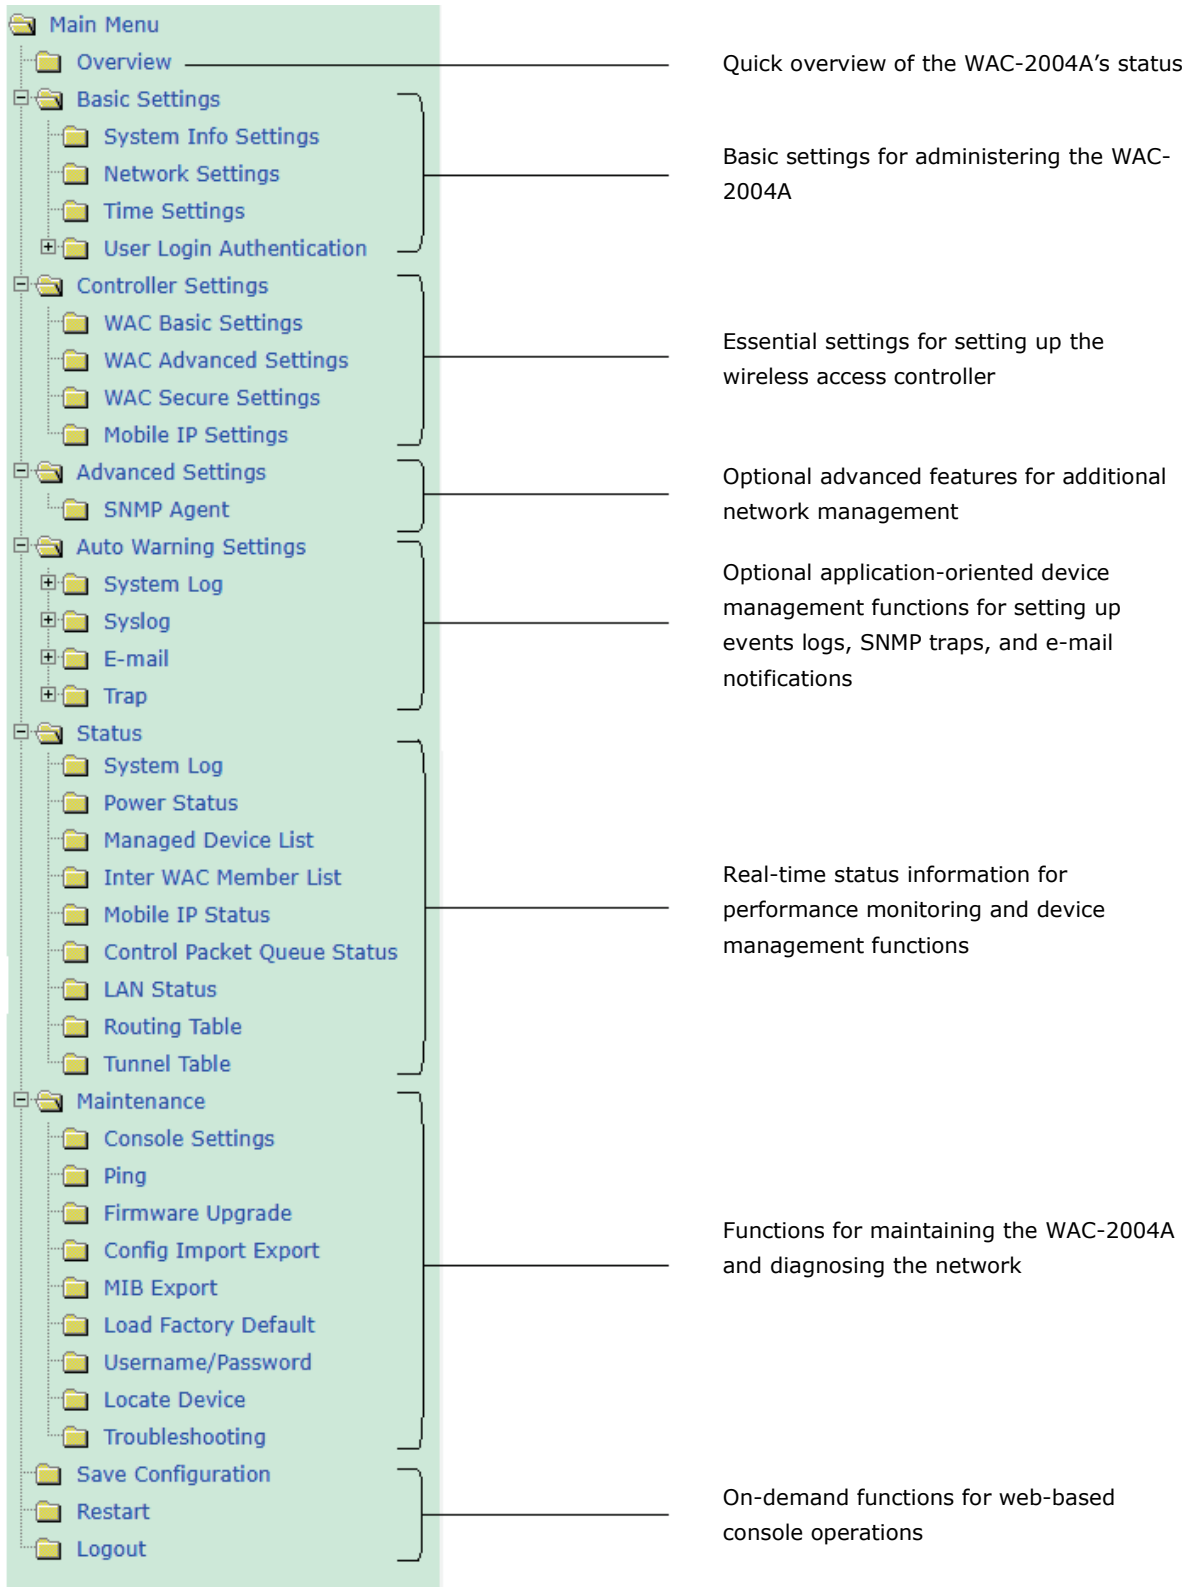 Main Menu
Overview
Quick overview of the WAC-2004A’s status
Basic Settings
System Info Settings
Network Settings
Time Settings
User Login Authentication
Basic settings for administering the WAC-
2004A
Controller Settings
WAC Basic Settings
WAC Advanced Settings
WAC Secure Settings
Mobile IP Settings
Essential settings for setting up the
wireless access controller
Advanced Settings
SNMP Agent
Optional advanced features for additional
network management
Auto Warning Settings
System Log
Syslog
E-mail
Trap
Optional application-oriented device
management functions for setting up
events logs, SNMP traps, and e-mail
notifications
Status
System Log
Power Status
Managed Device List
Inter WAC Member List
Mobile IP Status
Control Packet Queue Status
LAN Status
Routing Table
Tunnel Table
Real-time status information for
performance monitoring and device
management functions
Maintenance
Console Settings
Ping
Firmware Upgrade
Config Import Export
MIB Export
Load Factory Default
Username/Password
Locate Device
Troubleshooting
Functions for maintaining the WAC-2004A
and diagnosing the network
Save Configuration
Restart
Logout
On-demand functions for web-based
console operations